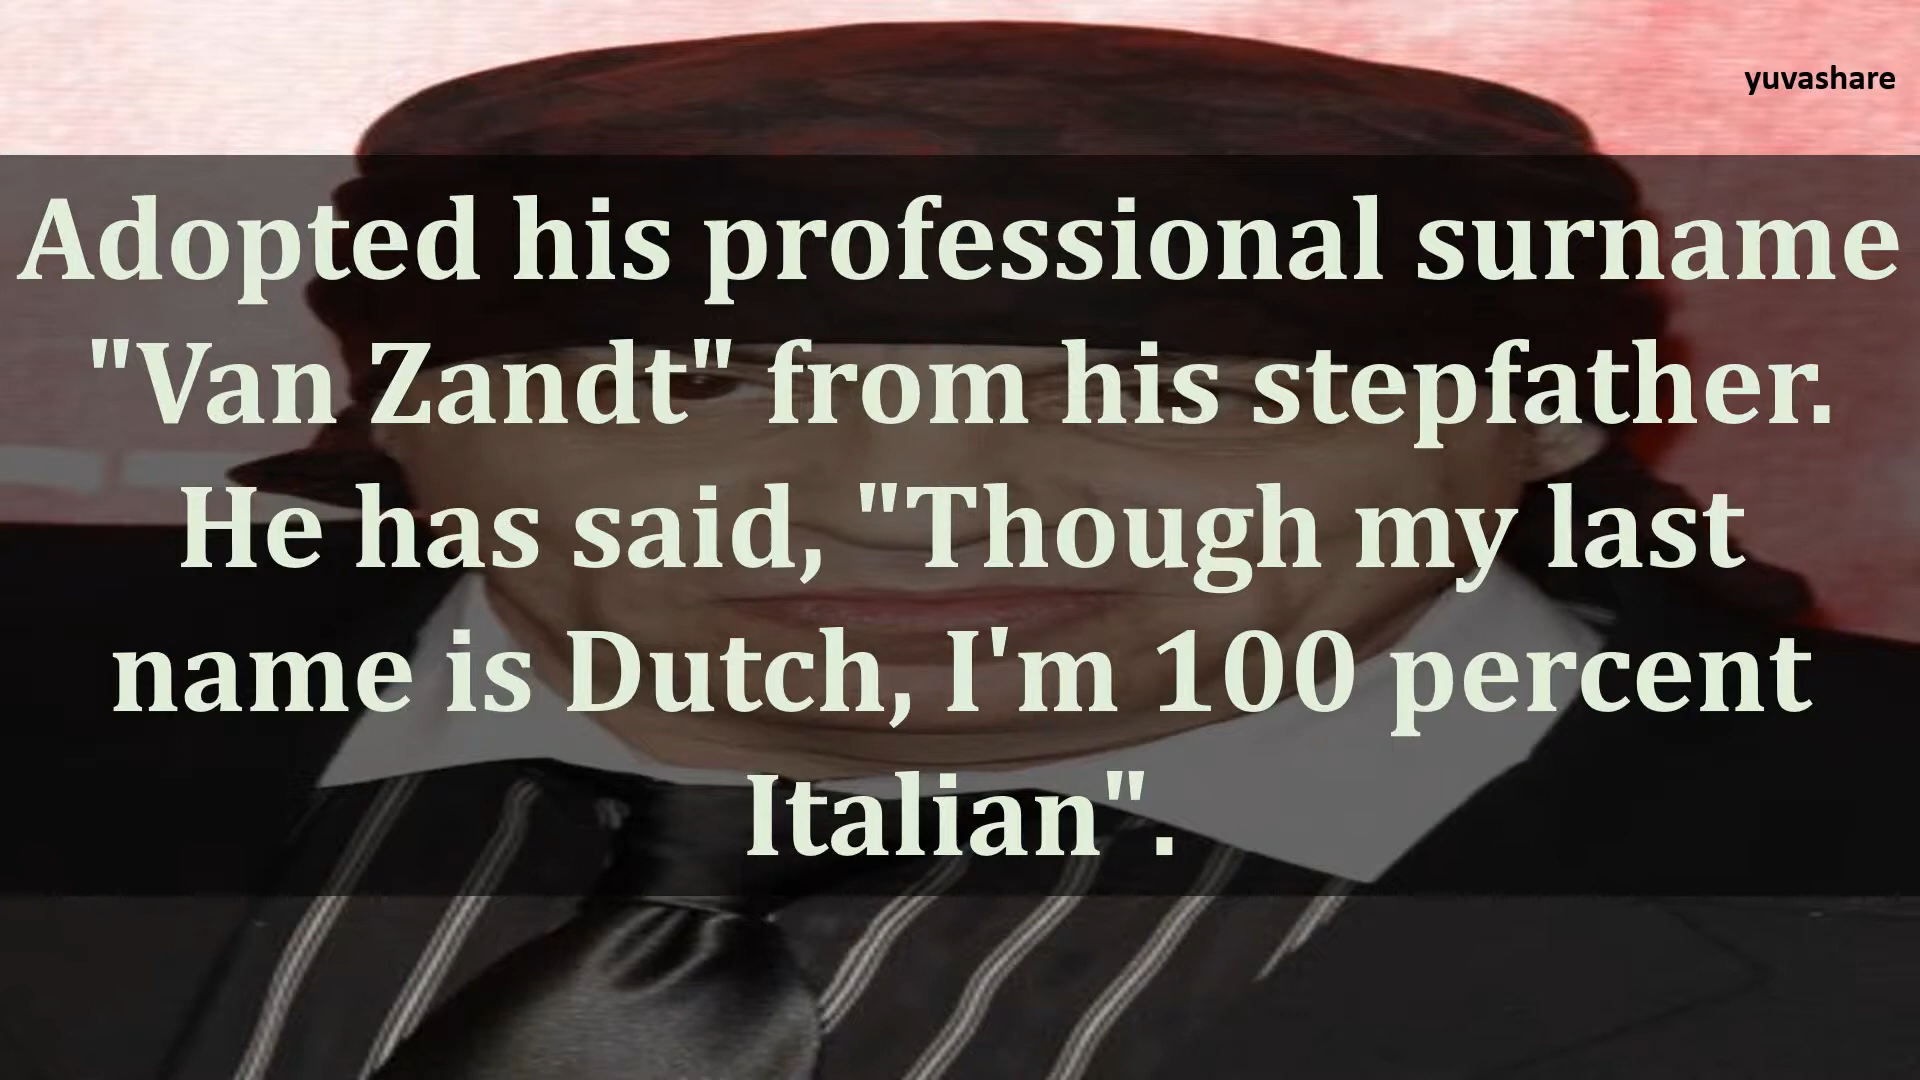 yuvashare
Adopted his professional surname
"Van Zandt" from his stepfather.
He has said, "Though my last
name is Dutch, I'm 100 percent
Italian".